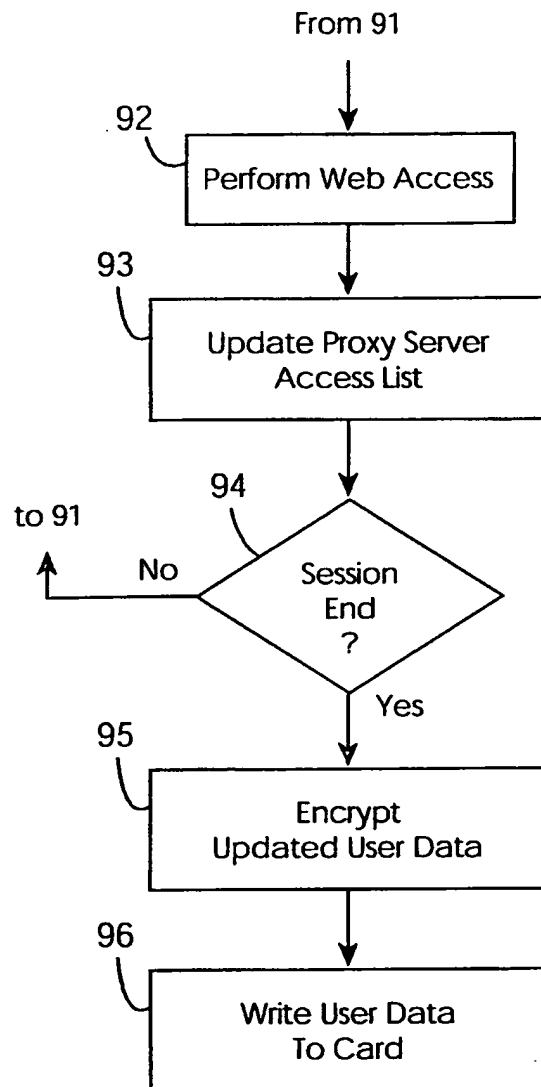 From 91
92
Perform Web Access
93
Update Proxy Server
Access List
94
to 91
No
Session
End
?
Yes
95
Encrypt
Updated User Data
96
Write User Data
To Card